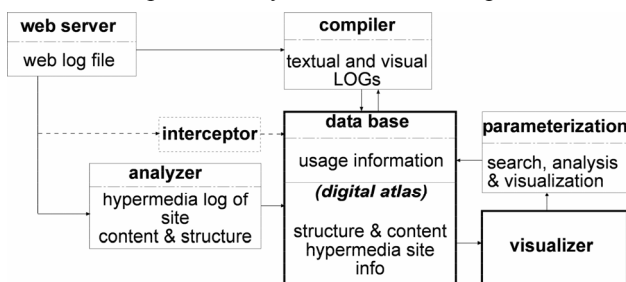 web server
web log file
compiler
textual and visual
LOGs
interceptor
data base
usage information
(digital atlas)
structure & content
hypermedia site
info
parameterization
search, analysis
& visualization
analyzer
hypermedia log of
site
content & structure
visualizer